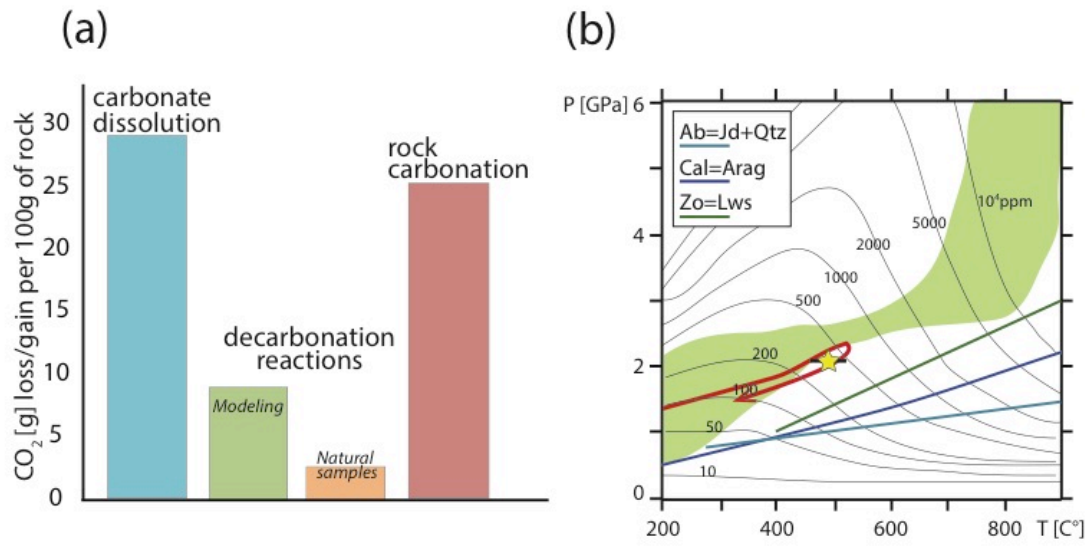 (a)
CO2 [g] loss/gain per 100g of rock
30
25
20
15
10
5
0
carbonate
dissolution
decarbonation
reactions
Modeling
Natural
samples
rock
carbonation
(b)
P [GPa]
6
4
2
0
Ab=Jd+Qtz
Cal=Arag
Zo=Lws
10⁴ppm
5000
2000
1000
500
200
100
50
10
200
400
600
800
T [C°]